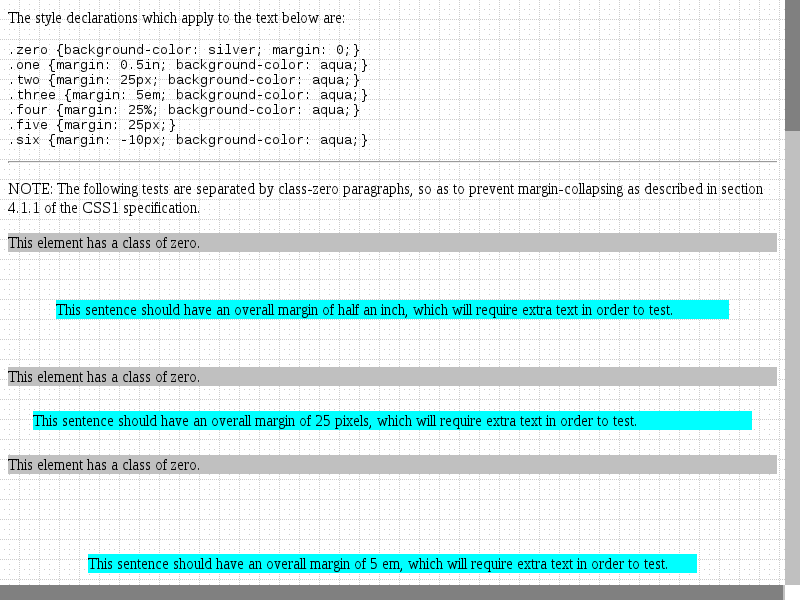 The style declarations which apply to the text below are:
.zero {background-color: silver; margin: 0;}
.one {margin: 0.5in; background-color: aqua;}
.two {margin: 25px; background-color: aqua;}
.three {margin: 5em; background-color: aqua;}
.four {margin: 25%; background-color: aqua;}
.five {margin: 25px;}
.six {margin: -10px; background-color: aqua;}
NOTE: The following tests are separated by class-zero paragraphs, so as to prevent margin-collapsing as described in section
4.1.1 of the CSS1 specification.
This element has a class of zero.
This sentence should have an overall margin of half an inch, which will require extra text in order to test.
This element has a class of zero.
This sentence should have an overall margin of 25 pixels, which will require extra text in order to test.
This element has a class of zero.
This sentence should have an overall margin of 5 em, which will require extra text in order to test.